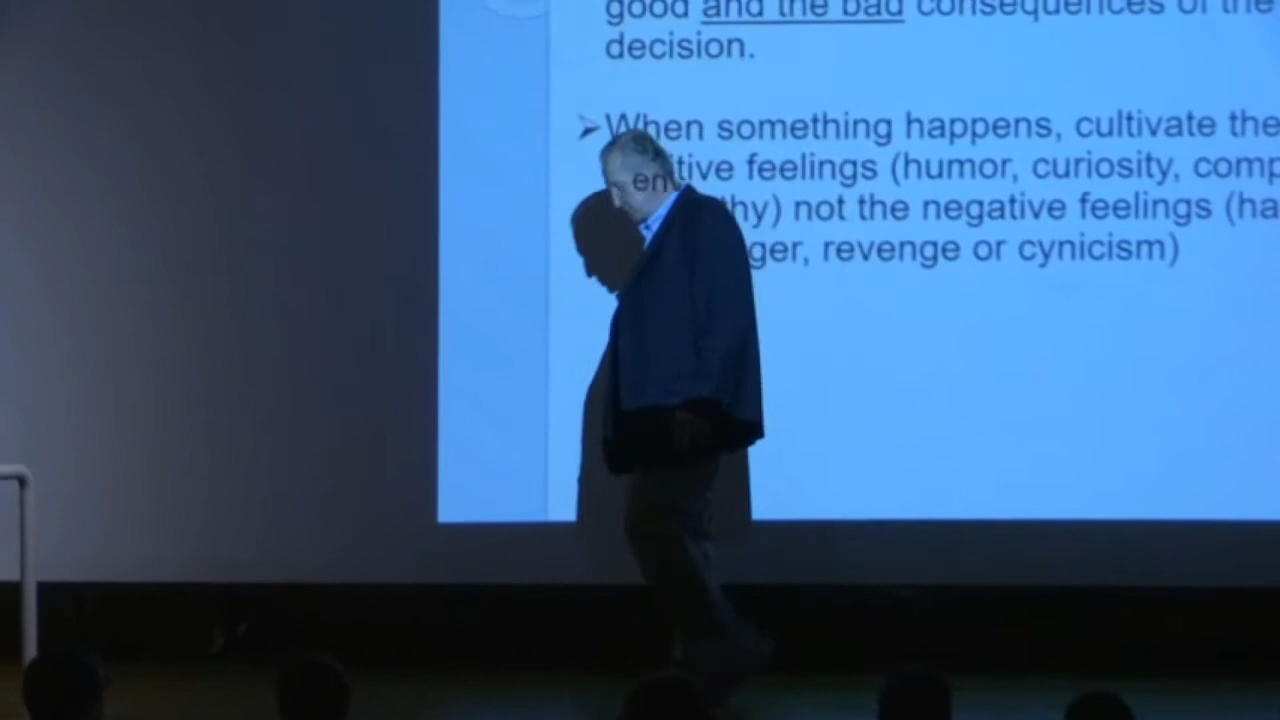 good and the bad consequences of the
decision.
➢When something happens, cultivate the
itive feelings (humor, curiosity, comp
en thy) not the negative feelings (ha
ger, revenge or cynicism)